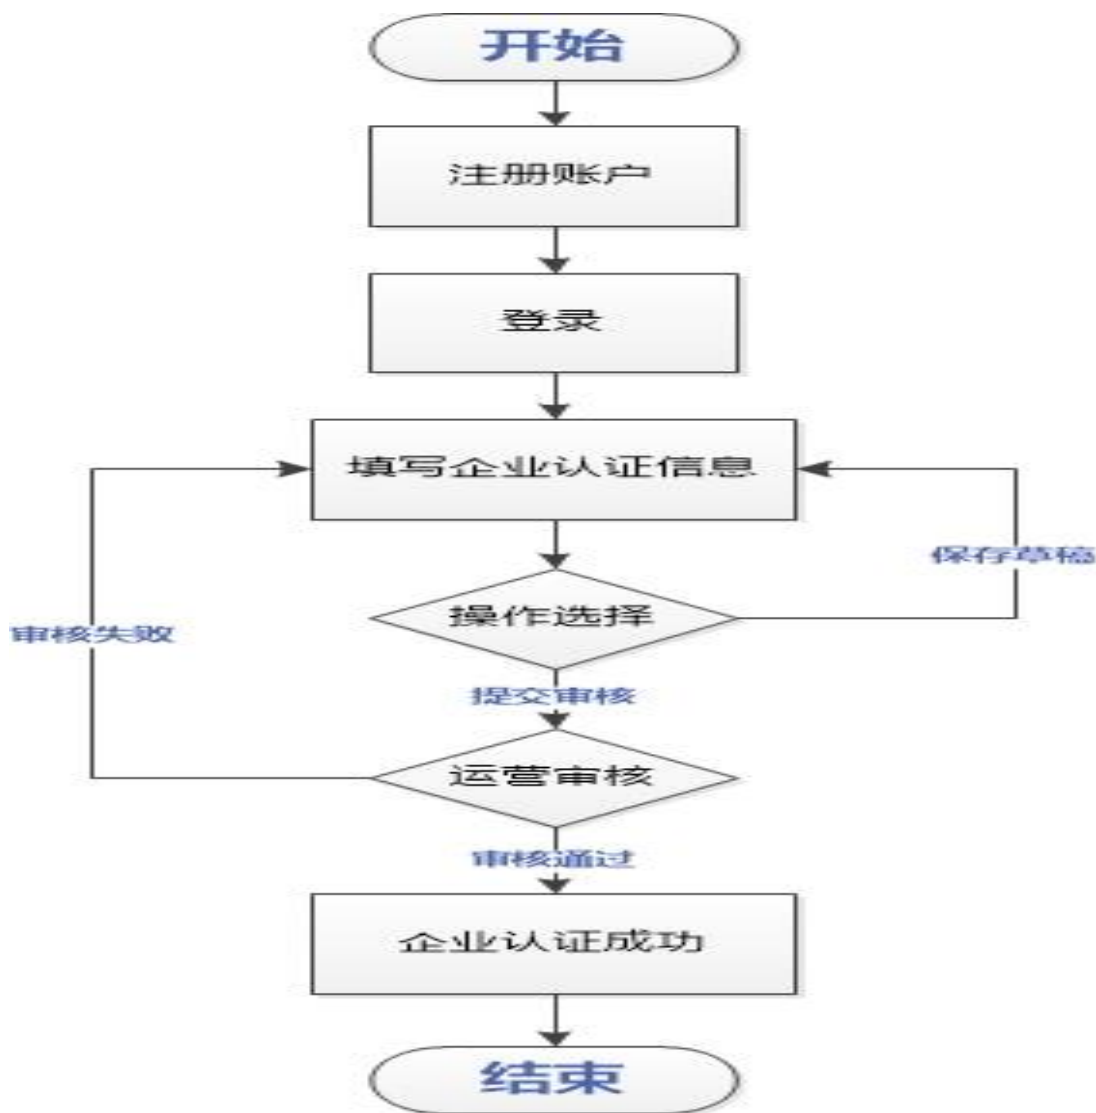 开始
注册账户
登录
填写企业认证信息
保存草稿
操作选择
审核失败
提交审核
运营审核
审核通过
企业认证成功
结束